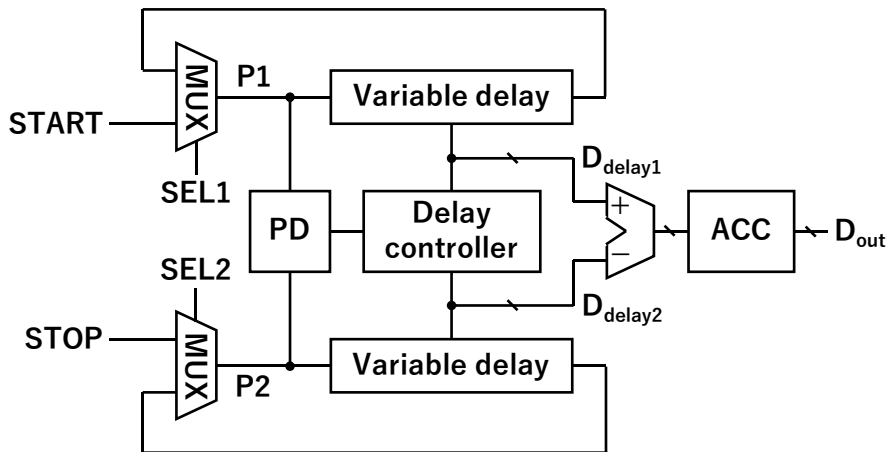 MUX
P1
Variable delay
START
SEL1
D_delay1
PD
Delay
controller
+
−
ACC
D_out
SEL2
D_delay2
STOP
MUX
P2
Variable delay